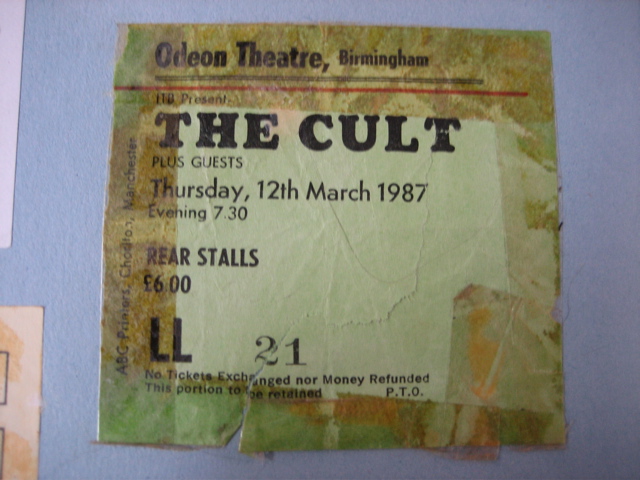 Odeon Theatre, Birmingham
ITB Present:
THE CULT
PLUS GUESTS
Thursday, 12th March 1987
Evening 7.30
REAR STALLS
£6.00
LL 21
No Tickets Exchanged nor Money Refunded
This portion to be retained P.T.O.
ABC Printers, Chorlton, Manchester